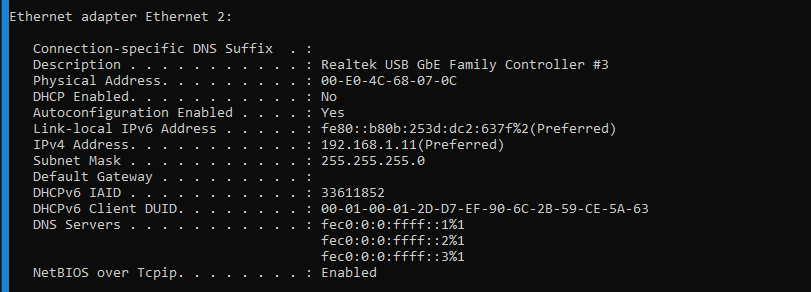 Ethernet adapter Ethernet 2:
Connection-specific DNS Suffix . :
Description . . . . . . . . . . . : Realtek USB GbE Family Controller #3
Physical Address. . . . . . . . . : 00-E0-4C-68-07-0C
DHCP Enabled. . . . . . . . . . . : No
Autoconfiguration Enabled . . . . : Yes
Link-local IPv6 Address . . . . . : fe80::b80b:253d:dc2:637f%2(Preferred)
IPv4 Address. . . . . . . . . . . : 192.168.1.11(Preferred)
Subnet Mask . . . . . . . . . . . : 255.255.255.0
Default Gateway . . . . . . . . . :
DHCPv6 IAID . . . . . . . . . . . : 33611852
DHCPv6 Client DUID. . . . . . . . : 00-01-00-01-2D-D7-EF-90-6C-2B-59-CE-5A-63
DNS Servers . . . . . . . . . . . : fec0:0:0:ffff::1%1
fec0:0:0:ffff::2%1
fec0:0:0:ffff::3%1
NetBIOS over Tcpip. . . . . . . . : Enabled